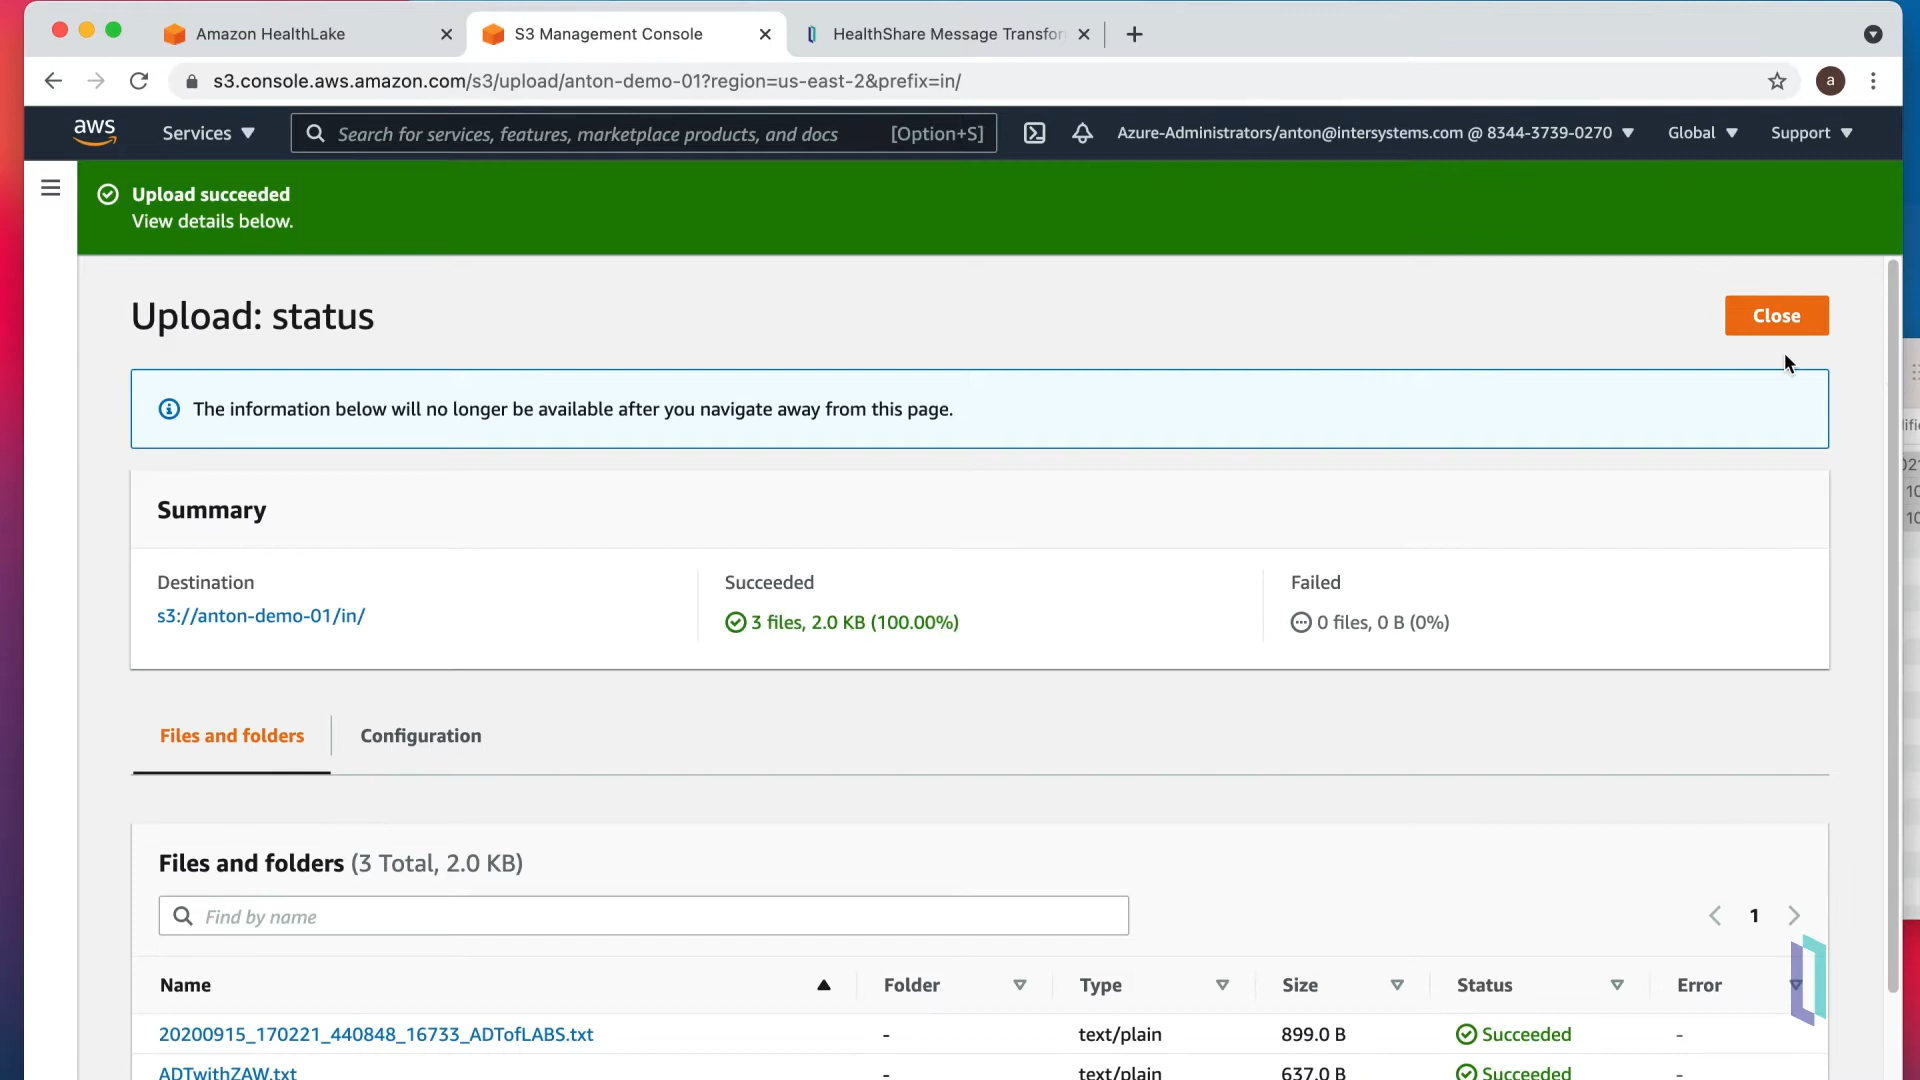 Amazon HealthLake
S3 Management Console
HealthShare Message Transfor
s3.console.aws.amazon.com/s3/upload/anton-demo-01?region=us-east-2&prefix=in/
a
aws
Services
Search for services, features, marketplace products, and docs [Option+S]
Azure-Administrators/anton@intersystems.com @ 8344-3739-0270
Global
Support
Upload succeeded
View details below.
Upload: status
Close
The information below will no longer be available after you navigate away from this page.
Summary
Destination
s3://anton-demo-01/in/
Succeeded
3 files, 2.0 KB (100.00%)
Failed
0 files, 0 B (0%)
Files and folders
Configuration
Files and folders (3 Total, 2.0 KB)
Find by name
1
Name Folder Type Size Status Error
20200915_170221_440848_16733_ADTofLABS.txt - text/plain 899.0 B Succeeded -
ADTwithZAW.txt - text/plain 637.0 B Succeeded -